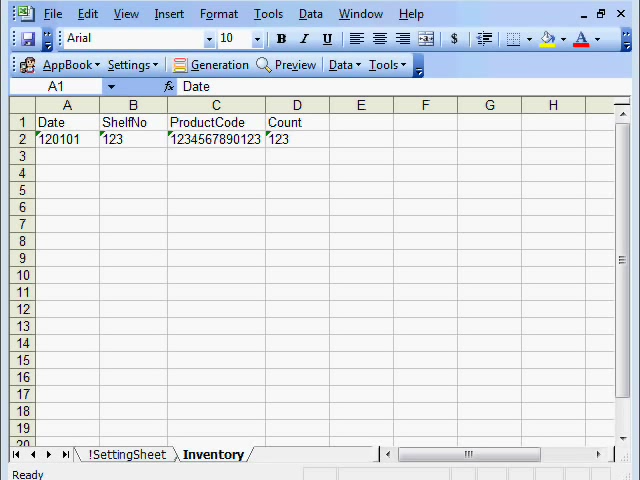 File Edit View Insert Format Tools Data Window Help
Arial 10 B I U $ A
AppBook Settings Generation Preview Data Tools
A1 fx Date
A B C D E F G H
1 Date ShelfNo ProductCode Count
2 120101 123 1234567890123 123
3
4
5
6
7
8
9
10
11
12
13
14
15
16
17
18
19
20
!SettingSheet Inventory
Ready